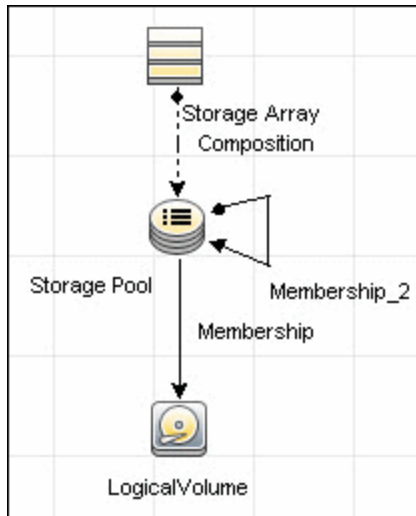 Storage Array
Composition
Storage Pool
Membership_2
Membership
LogicalVolume